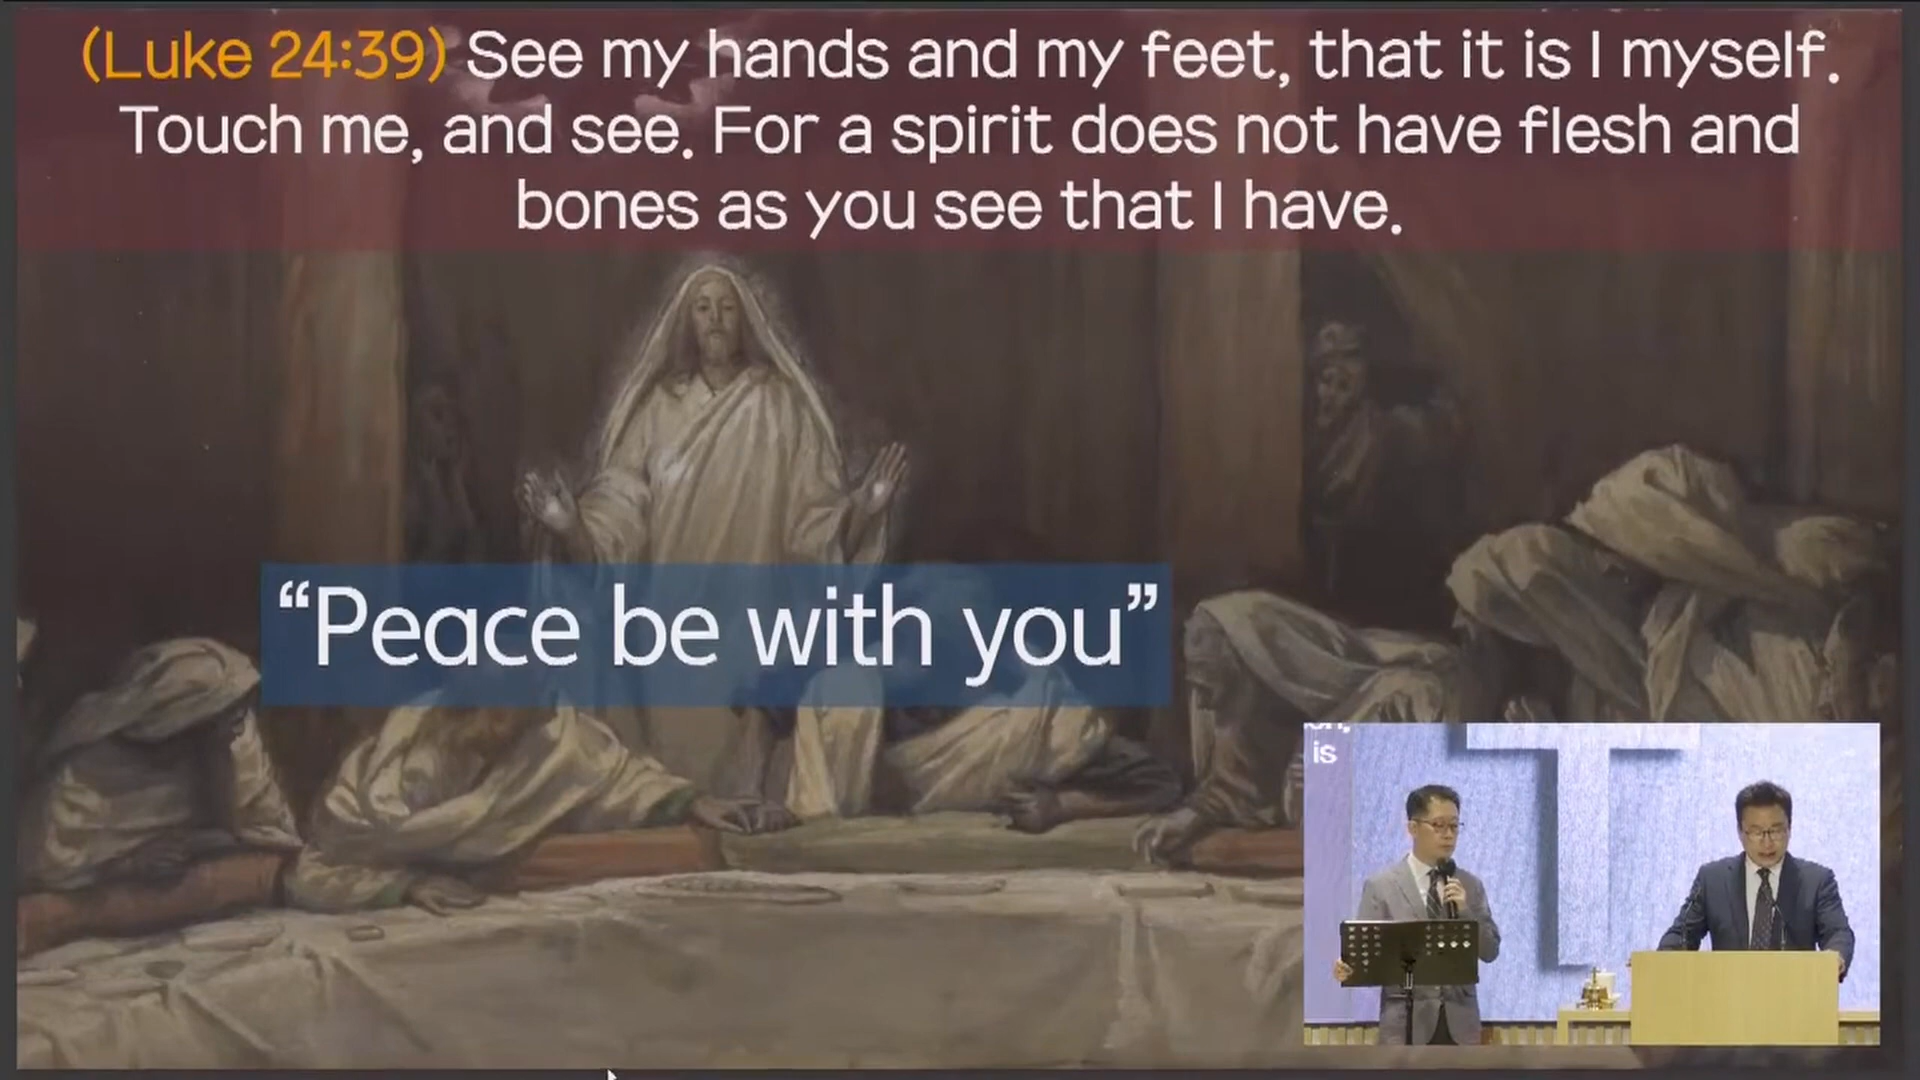 (Luke 24:39) See my hands and my feet, that it is I myself.
Touch me, and see. For a spirit does not have flesh and
bones as you see that I have.
“Peace be with you”
is